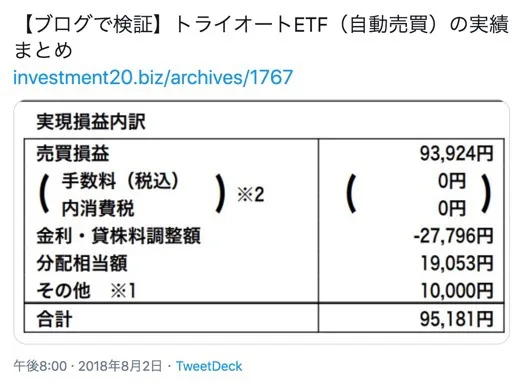 【ブログで検証】トライオートETF（自動売買）の実績
まとめ
investment20.biz/archives/1767
実現損益内訳
売買損益 93,924円
（手数料（税込） ）※2 （ 0円 ）
（内消費税 ） （ 0円 ）
金利・貸株料調整額 -27,796円
分配相当額 19,053円
その他 ※1 10,000円
合計 95,181円
午後8:00 · 2018年8月2日 · TweetDeck